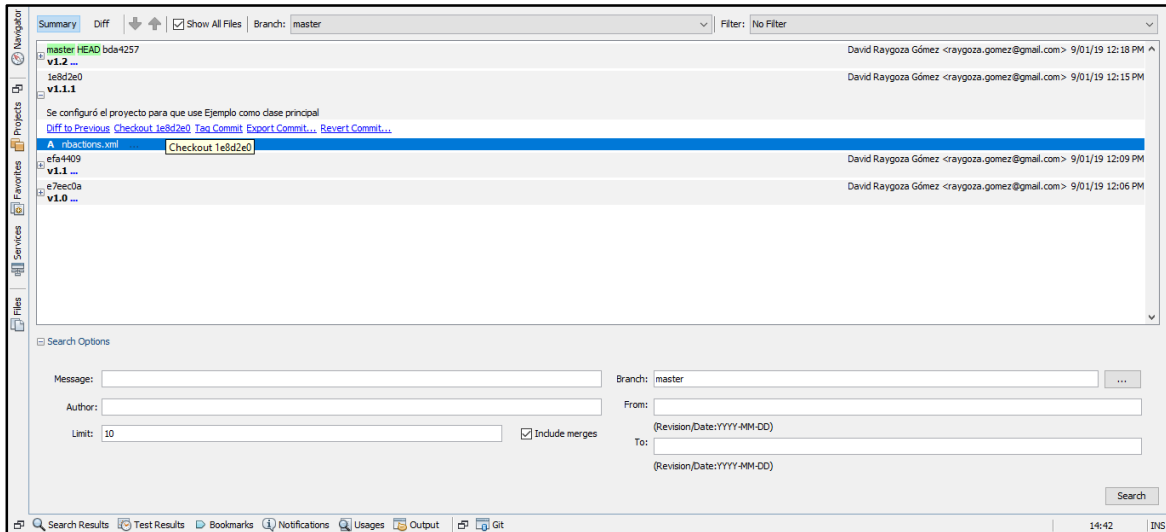 Navigator
Projects
Favorites
Services
Files
Summary Diff Show All Files Branch: master Filter: No Filter
master HEAD bda4257 David Raygoza Gómez <raygoza.gomez@gmail.com> 9/01/19 12:18 PM
v1.2 ...
1e8d2e0 David Raygoza Gómez <raygoza.gomez@gmail.com> 9/01/19 12:15 PM
v1.1.1
Se configuró el proyecto para que use Ejemplo como clase principal
Diff to Previous Checkout 1e8d2e0 Tag Commit Export Commit... Revert Commit...
A nbactions.xml
Checkout 1e8d2e0
efa4409 David Raygoza Gómez <raygoza.gomez@gmail.com> 9/01/19 12:09 PM
v1.1 ...
e7eec0a David Raygoza Gómez <raygoza.gomez@gmail.com> 9/01/19 12:06 PM
v1.0 ...
Search Options
Message: Branch: master ...
Author: From:
(Revision/Date:YYYY-MM-DD)
Limit: 10 Include merges To:
(Revision/Date:YYYY-MM-DD)
Search
Search Results Test Results Bookmarks Notifications Usages Output Git 14:42 INS